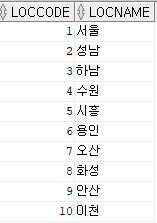 LOCCODE LOCNAME
1 서울
2 성남
3 하남
4 수원
5 시흥
6 용인
7 오산
8 화성
9 안산
10 이천